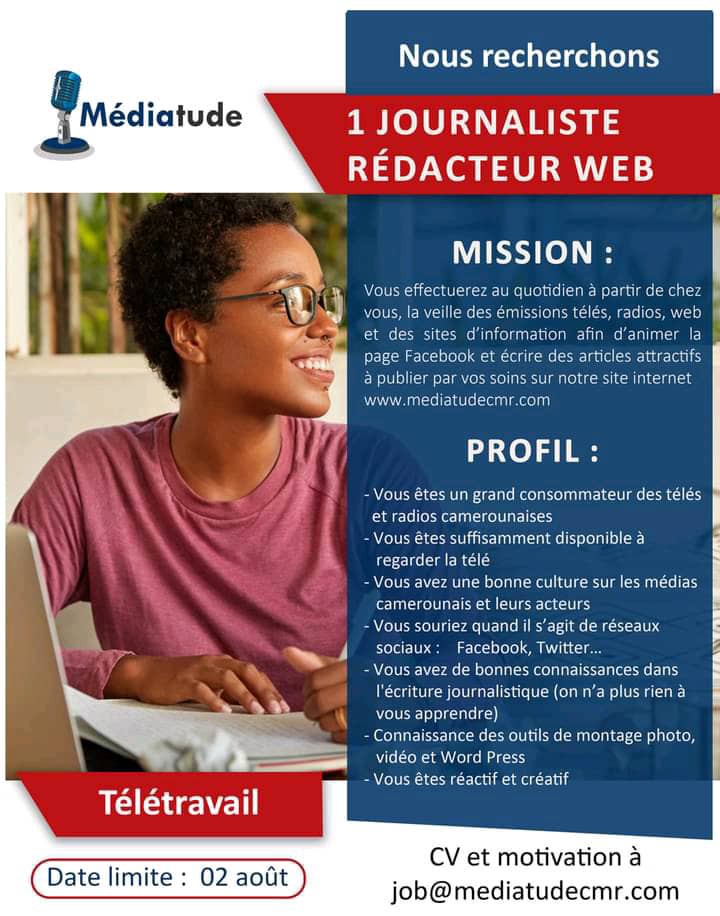 Médiatude
Nous recherchons
1 JOURNALISTE
RÉDACTEUR WEB
MISSION :
Vous effectuerez au quotidien à partir de chez
vous, la veille des émissions télés, radios, web
et des sites d’information afin d’animer la
page Facebook et écrire des articles attractifs
à publier par vos soins sur notre site internet
www.mediatudecmr.com
PROFIL :
- Vous êtes un grand consommateur des télés
et radios camerounaises
- Vous êtes suffisamment disponible à
regarder la télé
- Vous avez une bonne culture sur les médias
camerounais et leurs acteurs
- Vous souriez quand il s’agit de réseaux
sociaux : Facebook, Twitter...
- Vous avez de bonnes connaissances dans
l'écriture journalistique (on n’a plus rien à
vous apprendre)
- Connaissance des outils de montage photo,
vidéo et Word Press
- Vous êtes réactif et créatif
Télétravail
Date limite : 02 août
CV et motivation à
job@mediatudecmr.com